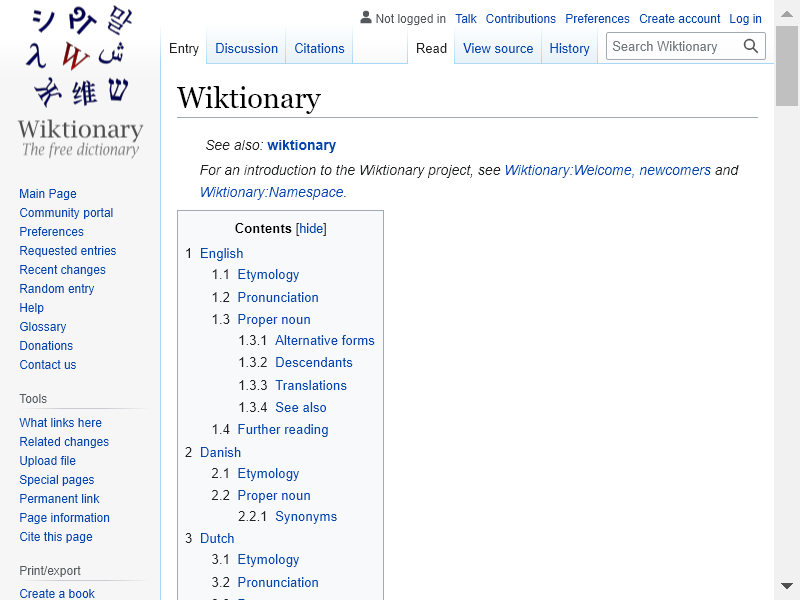 Not logged in Talk Contributions Preferences Create account Log in
Entry Discussion Citations Read View source History Search Wiktionary
Wiktionary
The free dictionary
Main Page
Community portal
Preferences
Requested entries
Recent changes
Random entry
Help
Glossary
Donations
Contact us
Tools
What links here
Related changes
Upload file
Special pages
Permanent link
Page information
Cite this page
Print/export
Create a book
Wiktionary
See also: wiktionary
For an introduction to the Wiktionary project, see Wiktionary:Welcome, newcomers and
Wiktionary:Namespace.
Contents [hide]
1 English
1.1 Etymology
1.2 Pronunciation
1.3 Proper noun
1.3.1 Alternative forms
1.3.2 Descendants
1.3.3 Translations
1.3.4 See also
1.4 Further reading
2 Danish
2.1 Etymology
2.2 Proper noun
2.2.1 Synonyms
3 Dutch
3.1 Etymology
3.2 Pronunciation